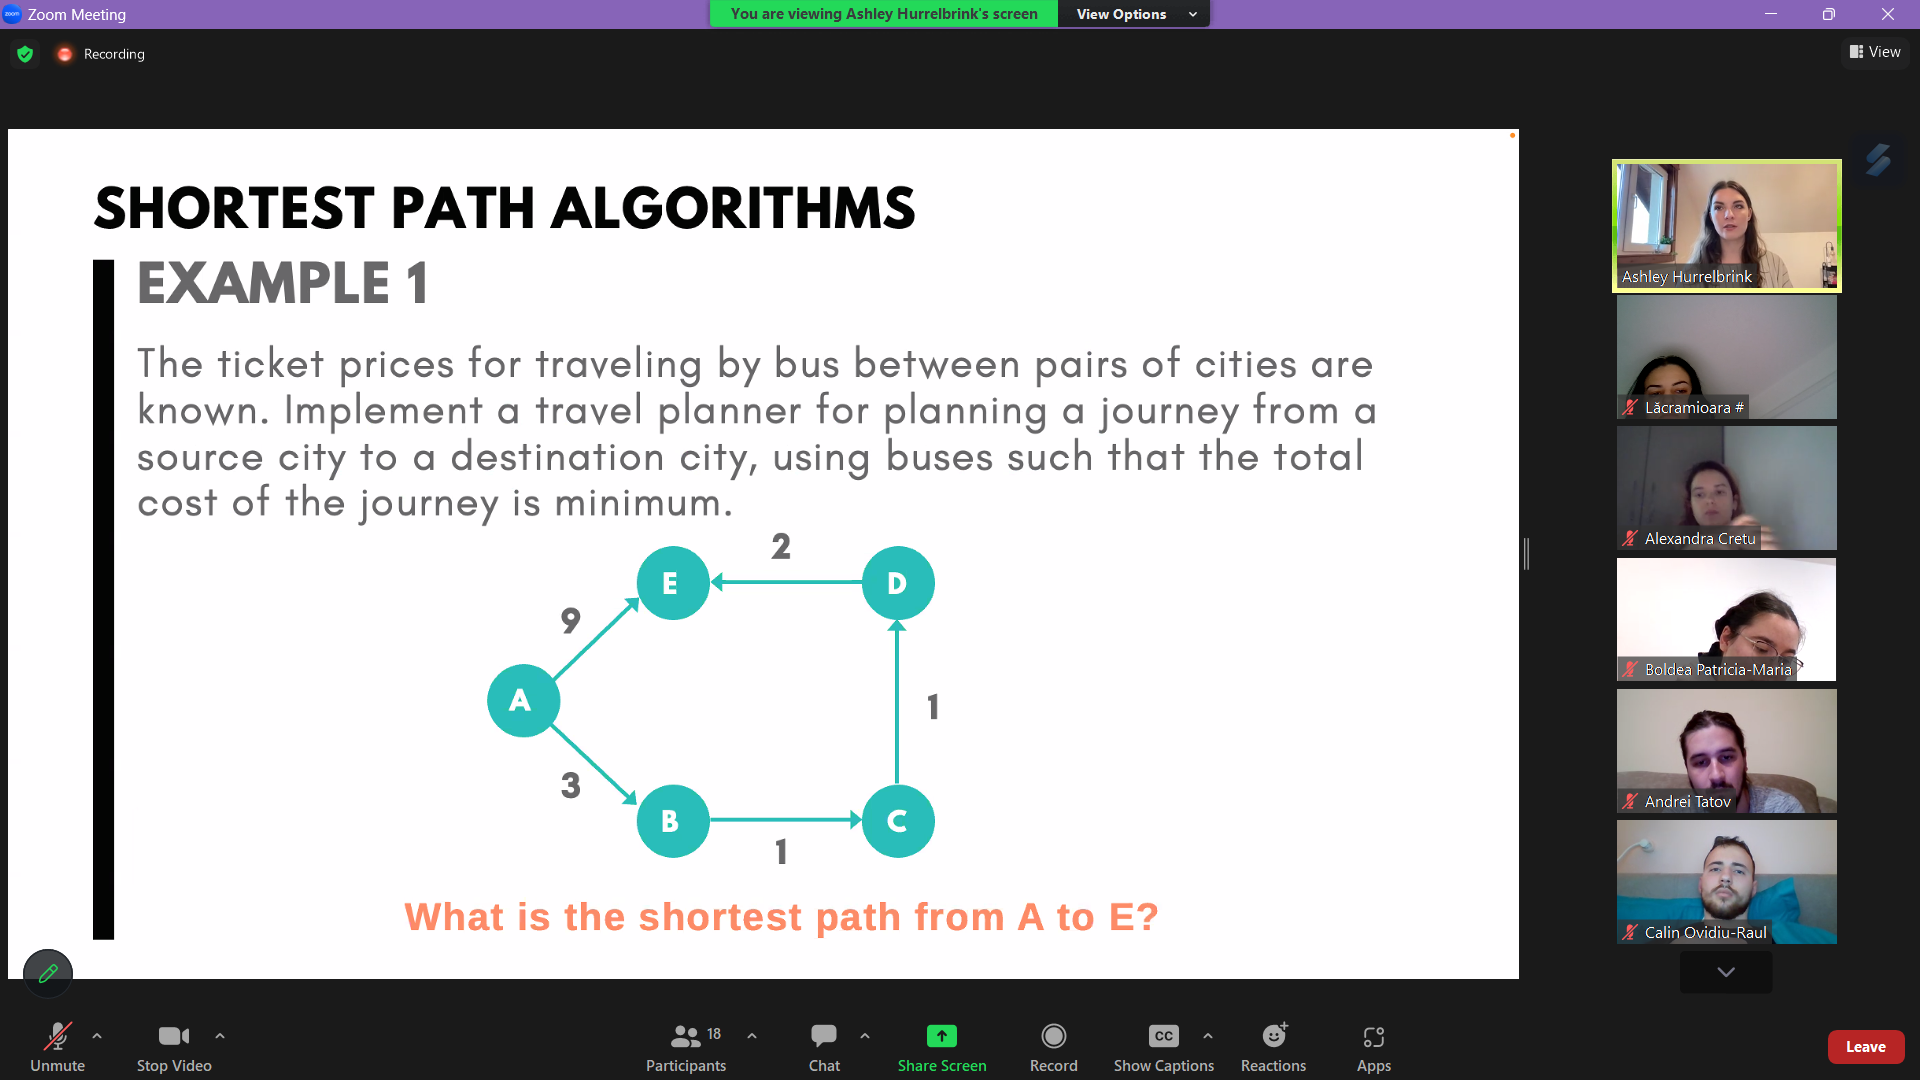 zoom Zoom Meeting
You are viewing Ashley Hurrelbrink's screen View Options
Recording
View
SHORTEST PATH ALGORITHMS
EXAMPLE 1
The ticket prices for traveling by bus between pairs of cities are
known. Implement a travel planner for planning a journey from a
source city to a destination city, using buses such that the total
cost of the journey is minimum.
2
E
D
9
A
1
3
B
C
1
What is the shortest path from A to E?
Ashley Hurrelbrink
Lăcramioara #
Alexandra Cretu
Boldea Patricia-Maria
Andrei Tatov
Calin Ovidiu-Raul
Unmute
Stop Video
18
Participants
Chat
Share Screen
Record
CC
Show Captions
Reactions
Apps
Leave